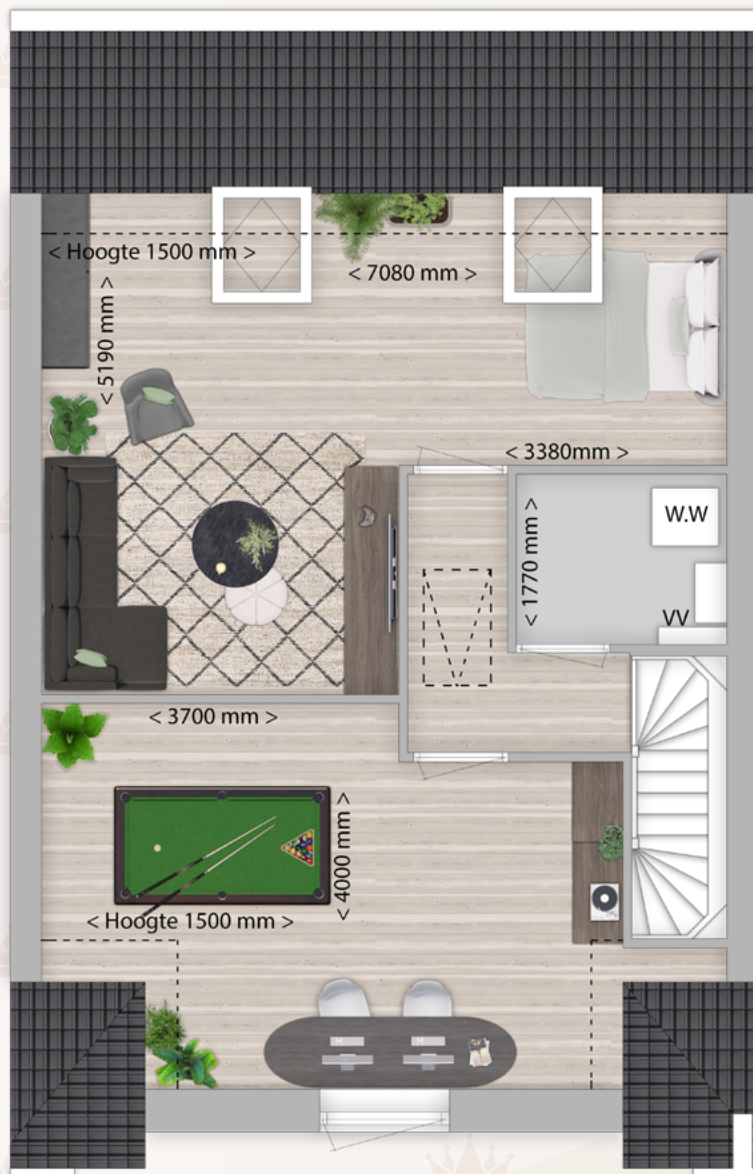 < Hoogte 1500 mm >
< 7080 mm >
< 5190 mm >
< 3380mm >
W.W
< 1770 mm >
VV
< 3700 mm >
< 4000 mm >
< Hoogte 1500 mm >